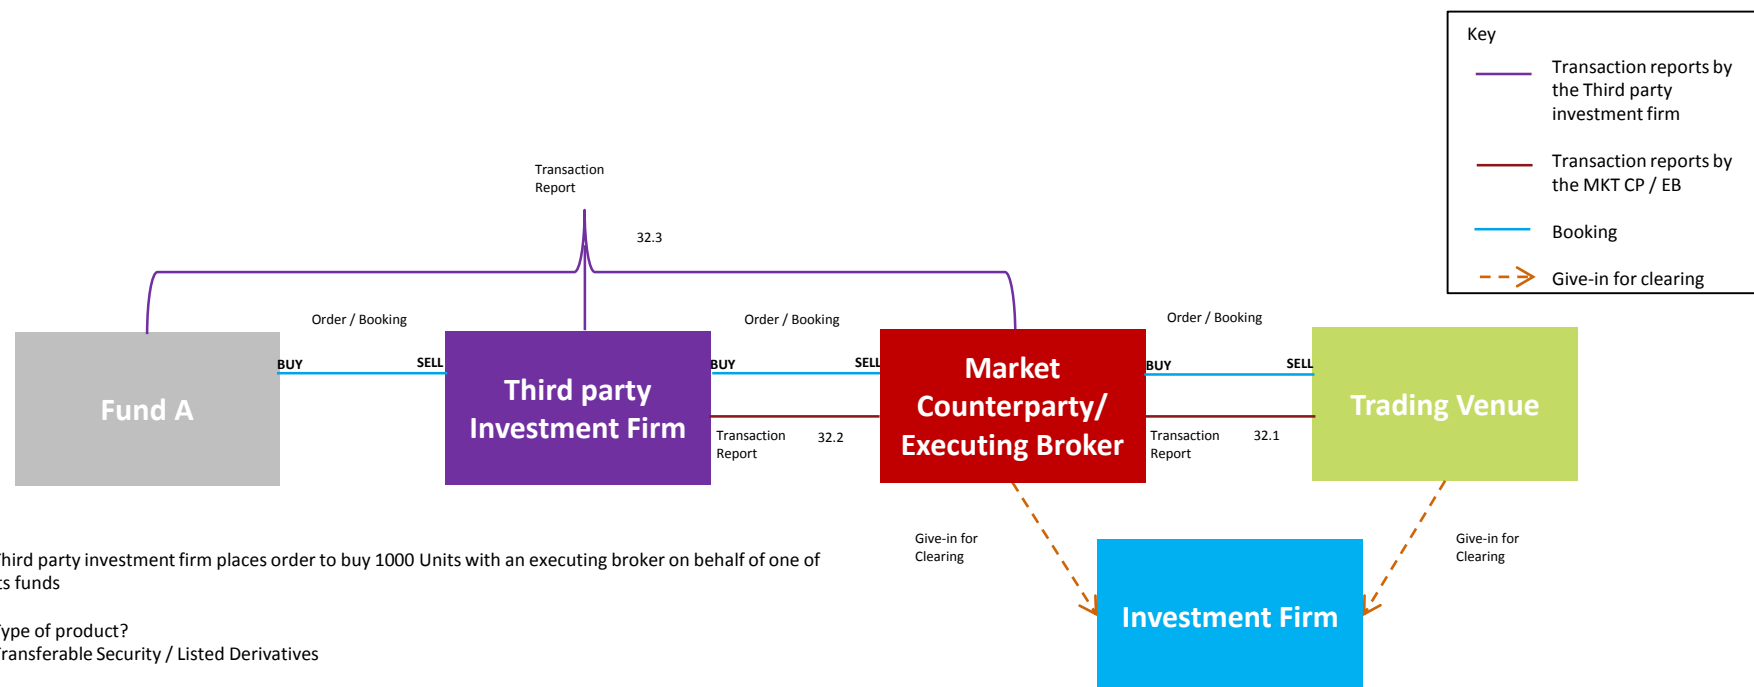 Key
Transaction reports by
the Third party
investment firm
Transaction reports by
the MKT CP / EB
Booking
Give-in for clearing
Transaction
Report
32.3
Order / Booking
Order / Booking
Order / Booking
BUY
SELL
BUY
SELL
BUY
SELL
Fund A
Third party
Investment Firm
Market
Counterparty/
Executing Broker
Trading Venue
Transaction
Report
32.2
Transaction
Report
32.1
Give-in for
Clearing
Give-in for
Clearing
Investment Firm
hird party investment firm places order to buy 1000 Units with an executing broker on behalf of one of
ts funds
ype of product?
ransferable Security / Listed Derivatives